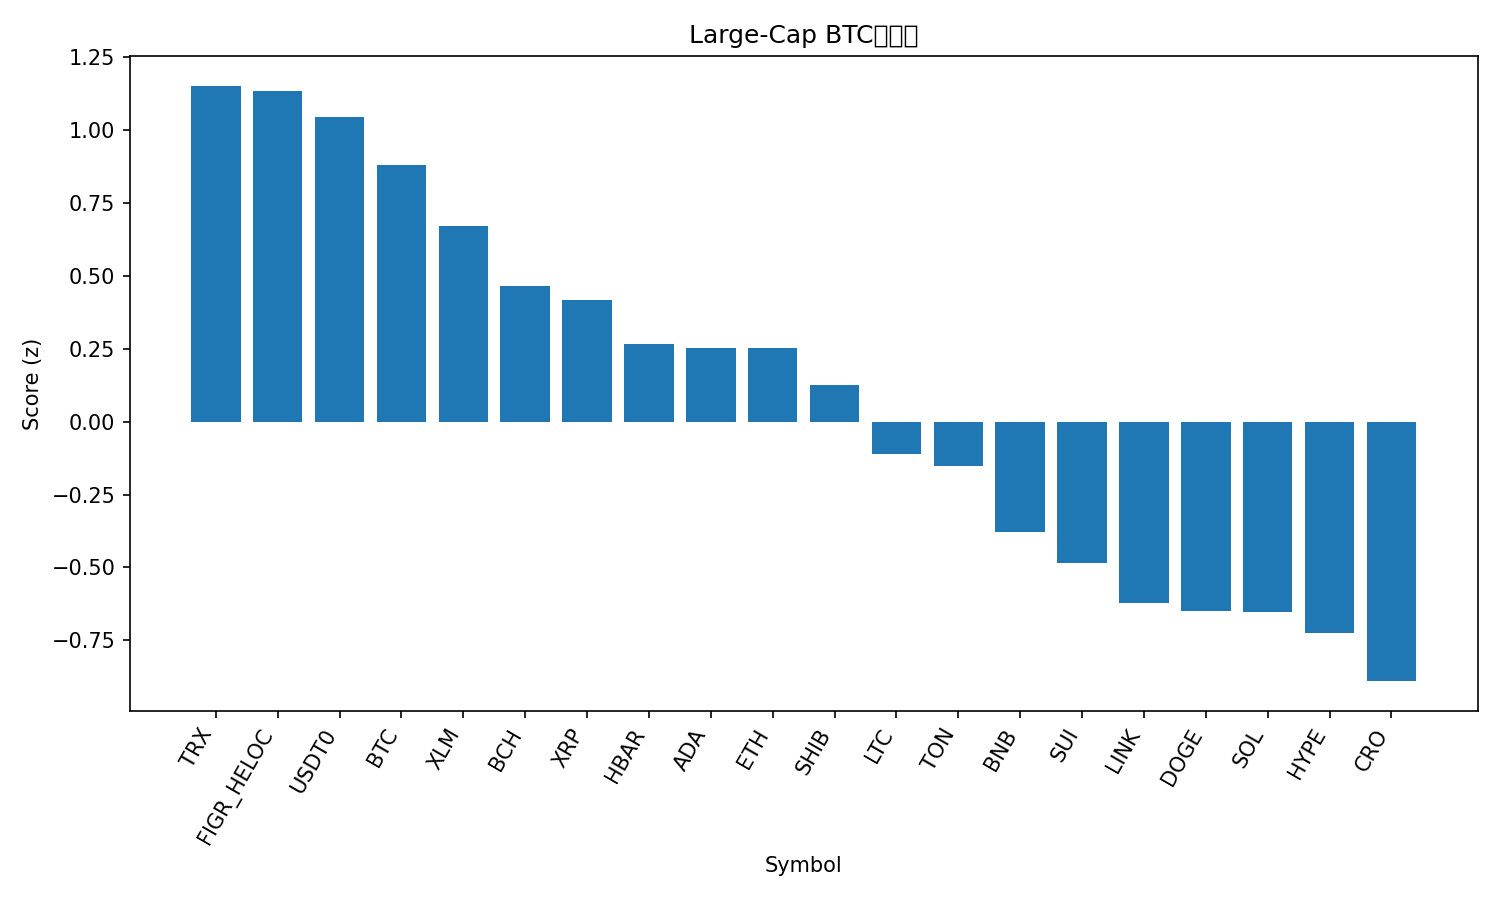 Large-Cap BTC
1.25
1.00
0.75
0.50
0.25
0.00
−0.25
−0.50
−0.75
Score (z)
TRX
FIGR_HELOC
USDT0
BTC
XLM
BCH
XRP
HBAR
ADA
ETH
SHIB
LTC
TON
BNB
SUI
LINK
DOGE
SOL
HYPE
CRO
Symbol